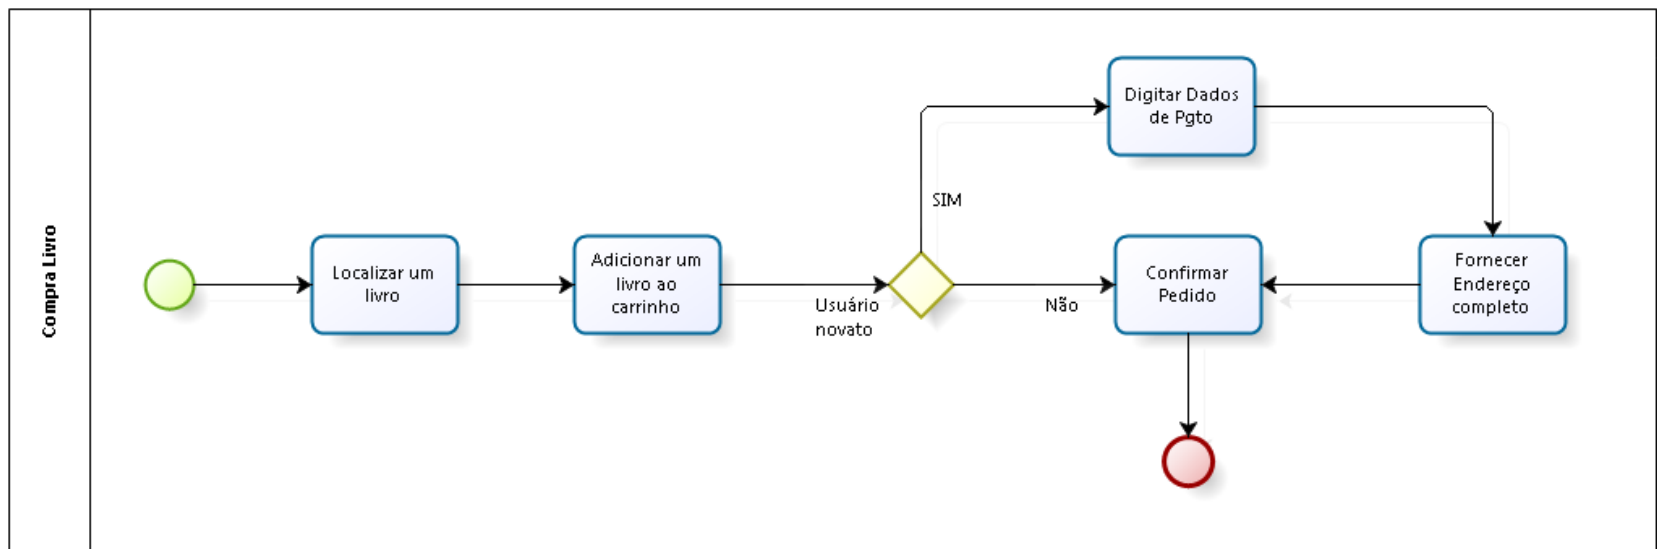 Compra Livro
Localizar um
livro
Adicionar um
livro ao
carrinho
Usuário
novato
SIM
Digitar Dados
de Pgto
Não
Confirmar
Pedido
Fornecer
Endereço
completo